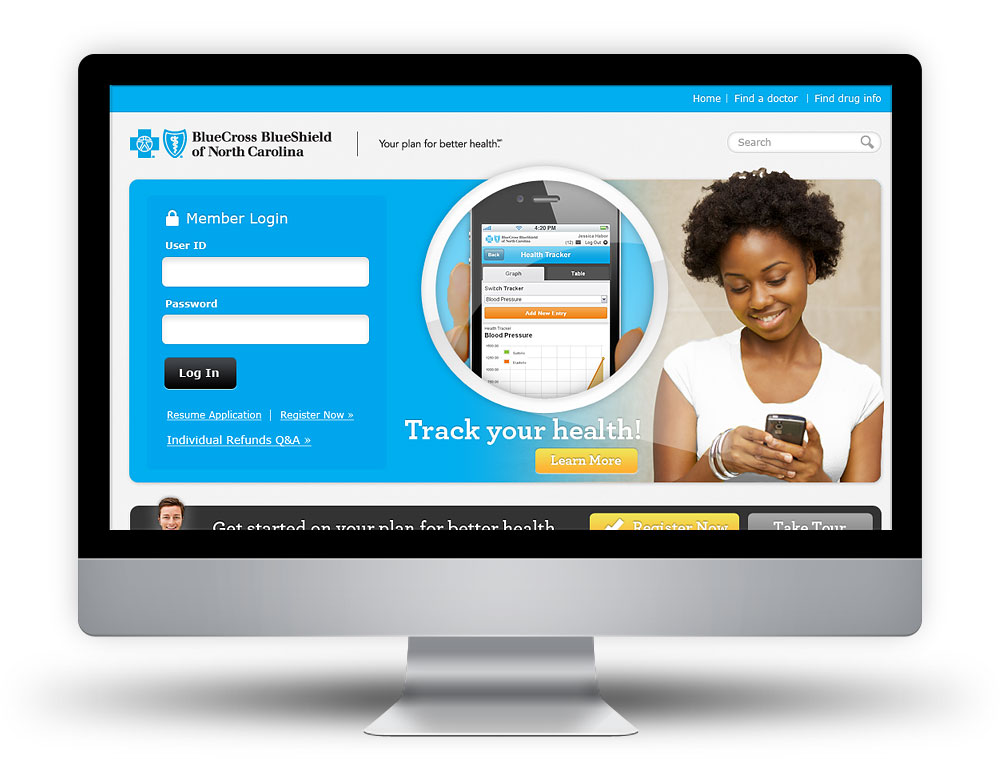 Home | Find a doctor | Find drug info
BlueCross BlueShield
of North Carolina
Your plan for better health.℠
Search
Member Login
User ID
Password
Log In
Resume Application | Register Now »
Individual Refunds Q&A »
4:20 PM
BlueCross BlueShield
of North Carolina
Jessica Habor
(12) Log Out
Back
Health Tracker
Graph
Table
Switch Tracker
Blood Pressure
Add New Entry
Health Tracker
Blood Pressure
Track your health!
Learn More
Get started on your plan for better health
Register Now
Take Tour